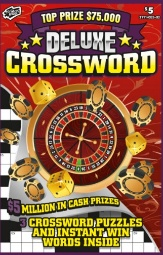 TOP PRIZE $75,000
$5
DELUXE
CROSSWORD
$5 MILLION IN CASH PRIZES
3 CROSSWORD PUZZLES
AND INSTANT WIN
WORDS INSIDE